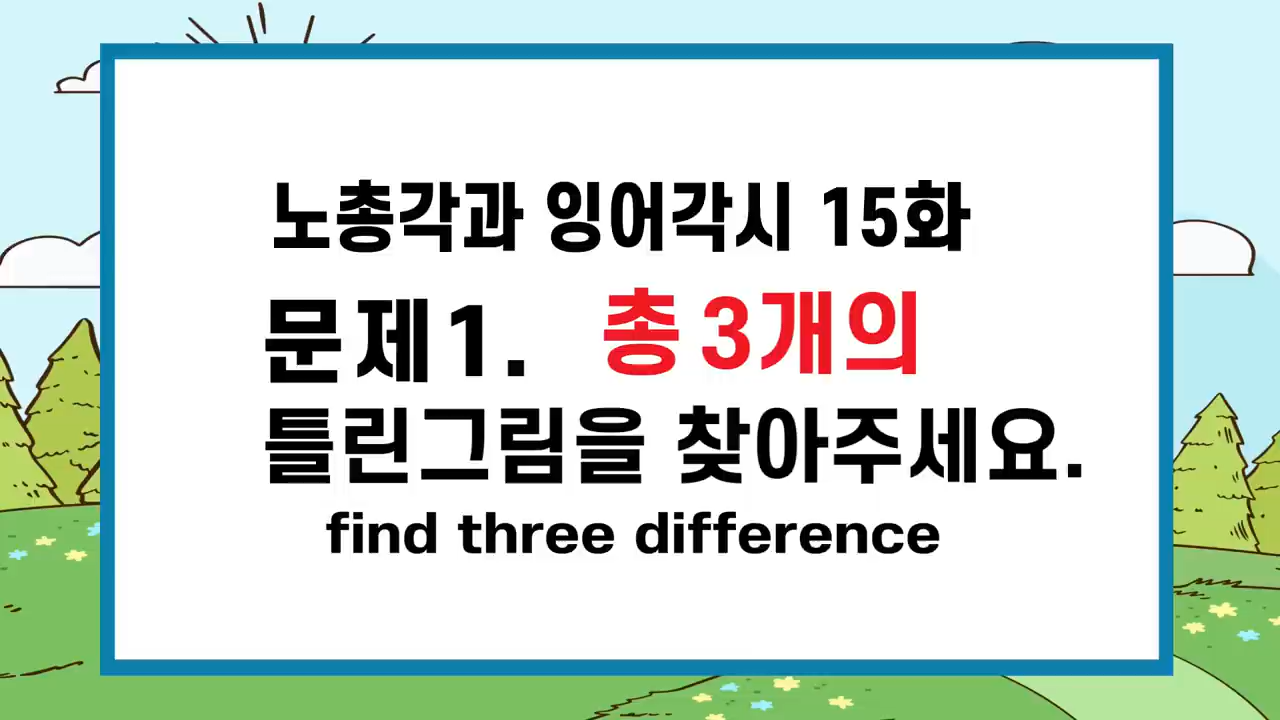 노총각과 잉어각시 15화
문제1. 총 3개의
틀린그림을 찾아주세요.
find three difference